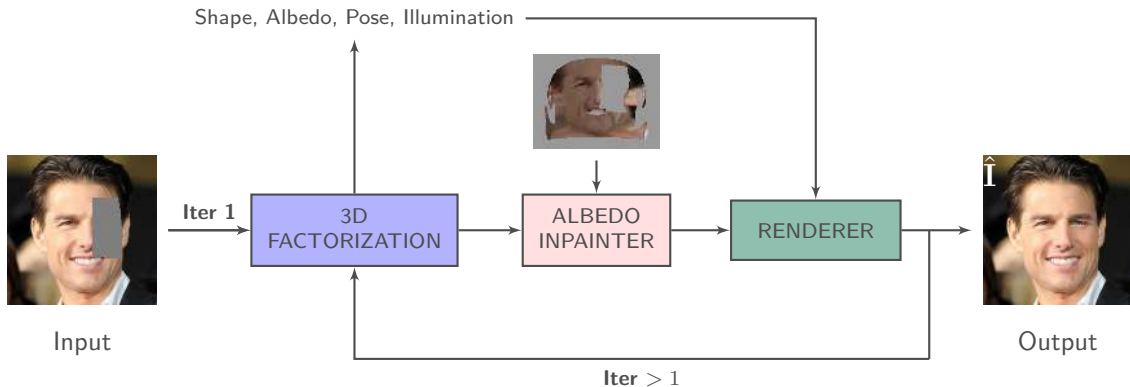 Shape, Albedo, Pose, Illumination
Iter 1
3D
FACTORIZATION
ALBEDO
INPAINTER
RENDERER
Î
Input
Output
Iter > 1